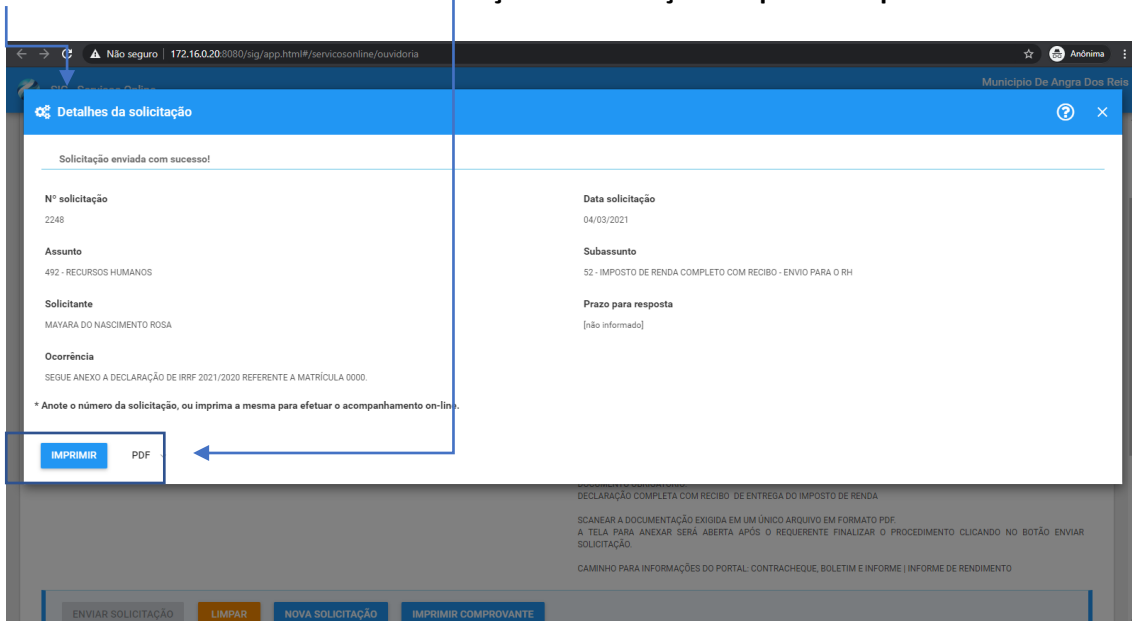 Não seguro | 172.16.0.20:8080/sig/app.html#/servicosonline/ouvidoria
Anônima
Municipio De Angra Dos Reis
Detalhes da solicitação
Solicitação enviada com sucesso!
Nº solicitação
2248
Data solicitação
04/03/2021
Assunto
492 - RECURSOS HUMANOS
Subassunto
52 - IMPOSTO DE RENDA COMPLETO COM RECIBO - ENVIO PARA O RH
Solicitante
MAYARA DO NASCIMENTO ROSA
Prazo para resposta
[não informado]
Ocorrência
SEGUE ANEXO A DECLARAÇÃO DE IRRF 2021/2020 REFERENTE A MATRÍCULA 0000.
* Anote o número da solicitação, ou imprima a mesma para efetuar o acompanhamento on-line.
IMPRIMIR PDF
DECLARAÇÃO COMPLETA COM RECIBO DE ENTREGA DO IMPOSTO DE RENDA
SCANEAR A DOCUMENTAÇÃO EXIGIDA EM UM ÚNICO ARQUIVO EM FORMATO PDF.
A TELA PARA ANEXAR SERÁ ABERTA APÓS O REQUERENTE FINALIZAR O PROCEDIMENTO CLICANDO NO BOTÃO ENVIAR
SOLICITAÇÃO.
CAMINHO PARA INFORMAÇÕES DO PORTAL: CONTRACHEQUE, BOLETIM E INFORME | INFORME DE RENDIMENTO
ENVIAR SOLICITAÇÃO LIMPAR NOVA SOLICITAÇÃO IMPRIMIR COMPROVANTE